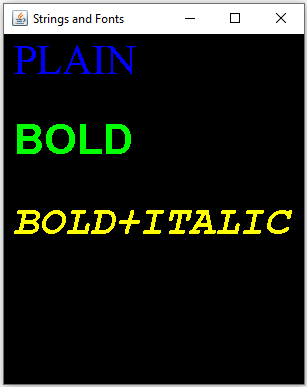 Strings and Fonts
PLAIN
BOLD
BOLD+ITALIC